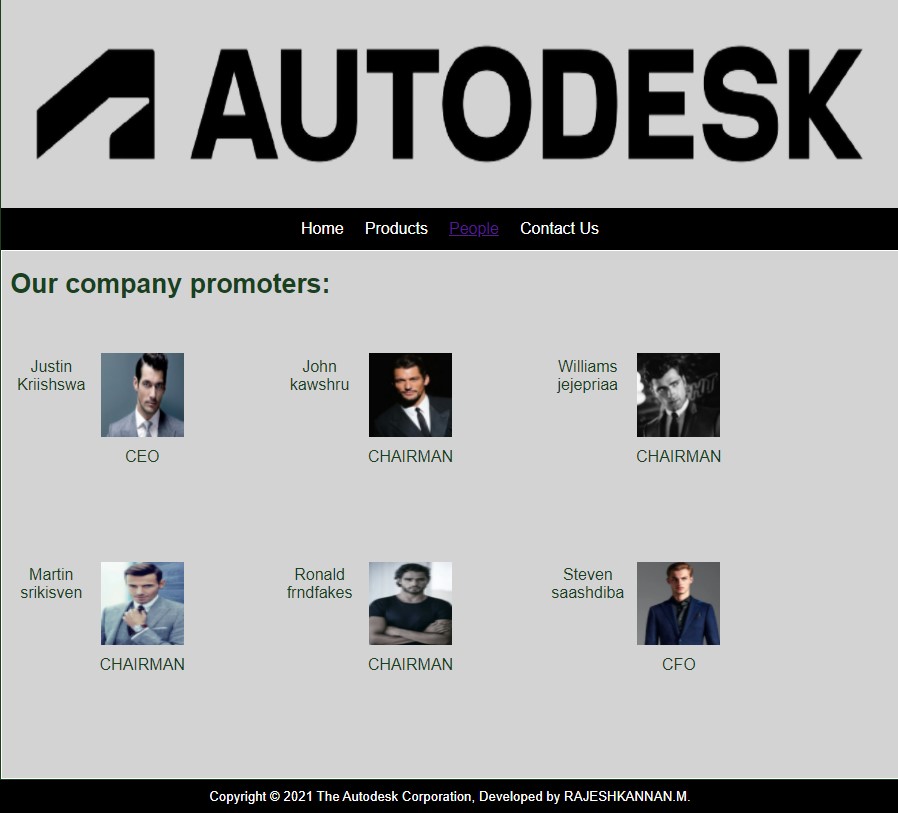 AUTODESK
Home Products People Contact Us
Our company promoters:
Justin
Kriishswa
CEO
John
kawshru
CHAIRMAN
Williams
jejepriaa
CHAIRMAN
Martin
srikisven
CHAIRMAN
Ronald
frndfakes
CHAIRMAN
Steven
saashdiba
CFO
Copyright © 2021 The Autodesk Corporation, Developed by RAJESHKANNAN.M.